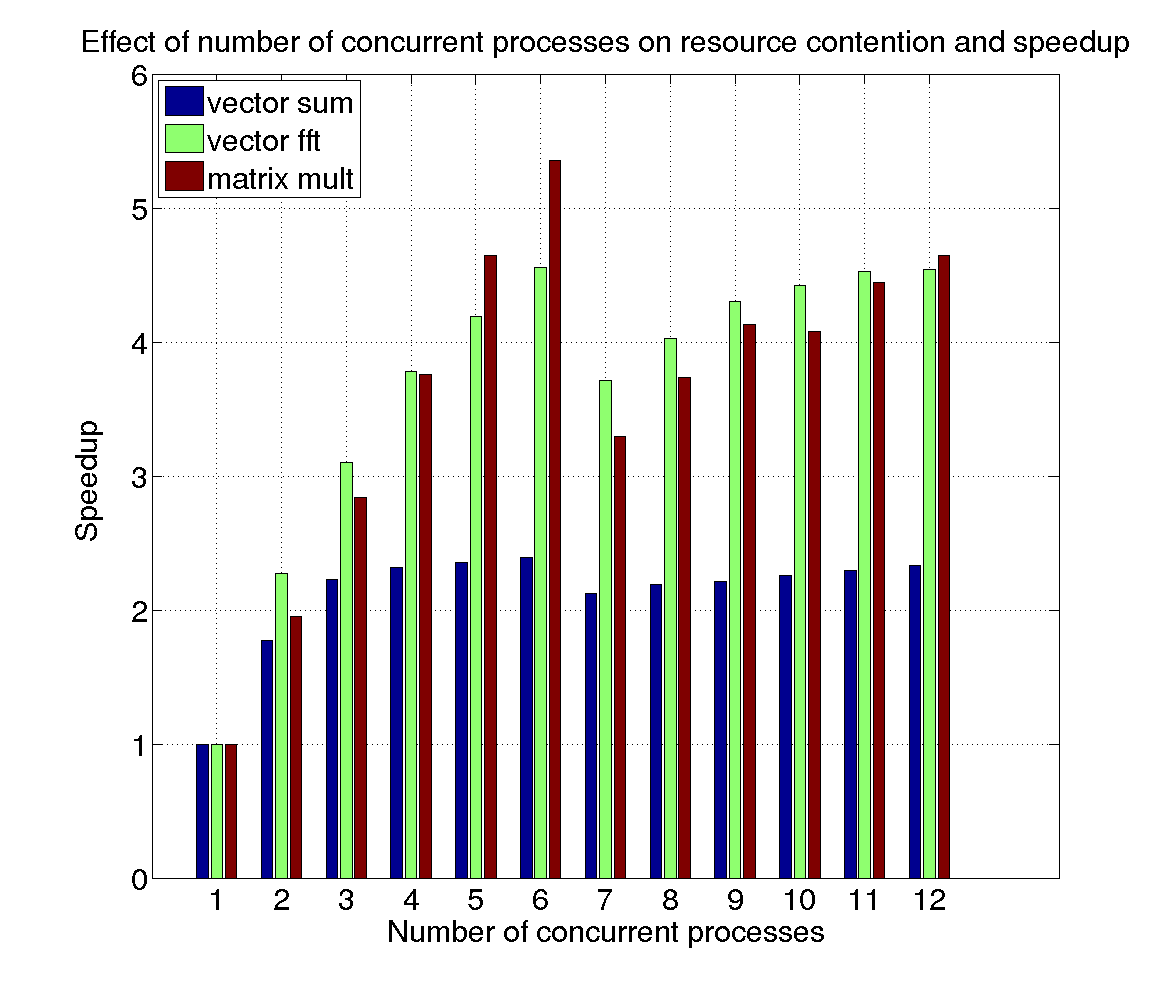 Effect of number of concurrent processes on resource contention and speedup
vector sum
vector fft
matrix mult
6
5
4
3
2
1
0
Speedup
1 2 3 4 5 6 7 8 9 10 11 12
Number of concurrent processes